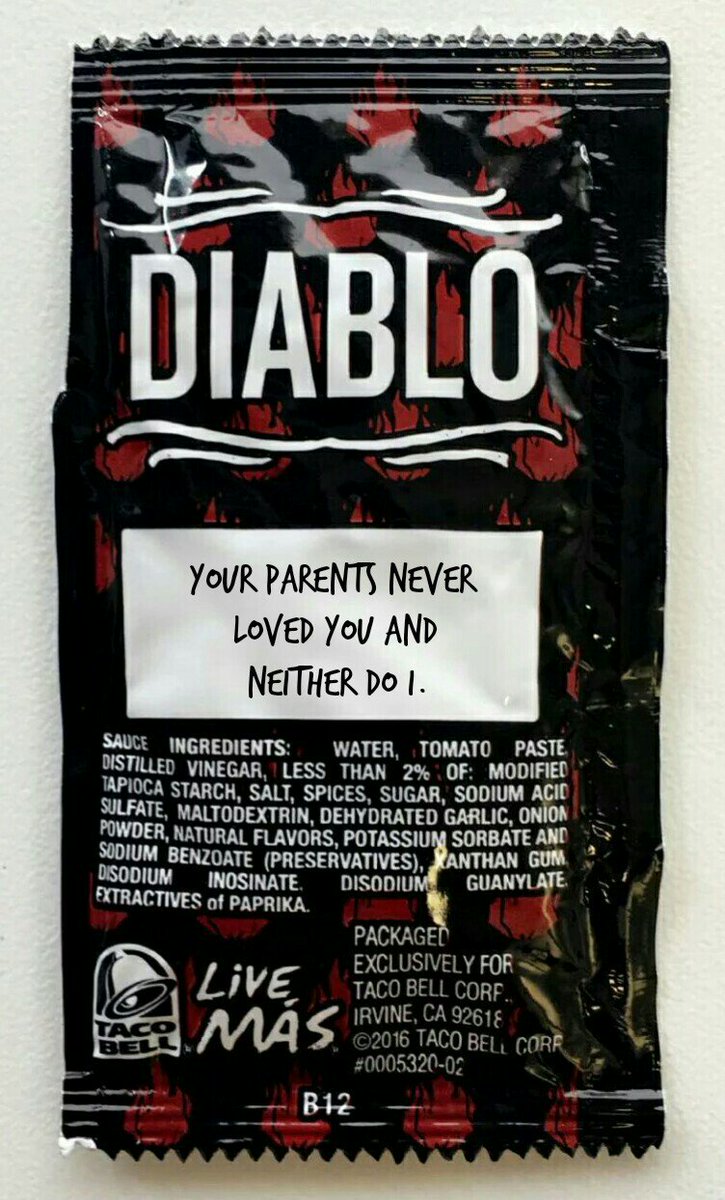 DIABLO
YOUR PARENTS NEVER
LOVED YOU AND
NEITHER DO I.
SAUCE INGREDIENTS: WATER, TOMATO PASTE,
DISTILLED VINEGAR, LESS THAN 2% OF: MODIFIED
TAPIOCA STARCH, SALT, SPICES, SUGAR, SODIUM ACID
SULFATE, MALTODEXTRIN, DEHYDRATED GARLIC, ONION
POWDER, NATURAL FLAVORS, POTASSIUM SORBATE AND
SODIUM BENZOATE (PRESERVATIVES), XANTHAN GUM,
DISODIUM INOSINATE. DISODIUM GUANYLATE.
EXTRACTIVES of PAPRIKA.
TACO
BELL
LiVE
MÁS
PACKAGED
EXCLUSIVELY FOR
TACO BELL CORP.,
IRVINE, CA 92618
©2016 TACO BELL CORP.
#0005320-02
B12